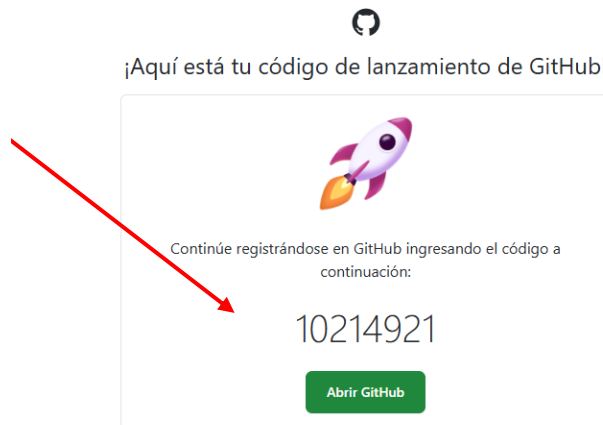 ¡Aquí está tu código de lanzamiento de GitHub
Continúe registrándose en GitHub ingresando el código a
continuación:
10214921
Abrir GitHub